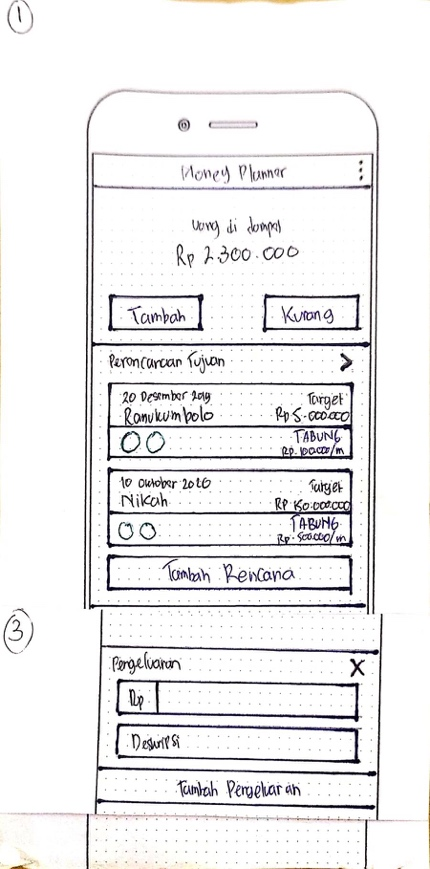 1
Money Planner
uang di dompet
Rp 2.300.000
Tambah
Kurang
Perencanaan Tujuan
20 Desember 2019
Target
Ranukumbolo
Rp 5.000.000
TABUNG
Rp. 100.000/m
10 Oktober 2026
Target
Nikah
Rp 150.000.000
TABUNG
Rp. 500.000/m
Tambah Rencana
3
Pengeluaran
X
Rp
Deskripsi
Tambah Pengeluaran